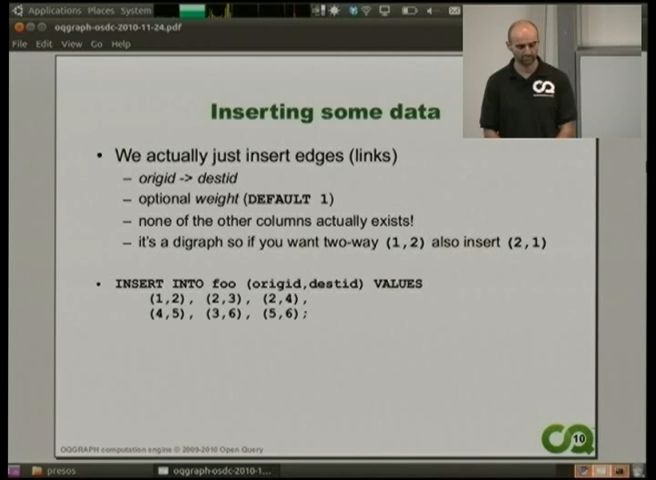 Applications Places System
oqgraph-osdc-2010-11-24.pdf
File Edit View Go Help
Inserting some data
• We actually just insert edges (links)
– origid -> destid
– optional weight (DEFAULT 1)
– none of the other columns actually exists!
– it's a digraph so if you want two-way (1,2) also insert (2,1)
• INSERT INTO foo (origid,destid) VALUES
(1,2), (2,3), (2,4),
(4,5), (3,6), (5,6);
OQGRAPH computation engine © 2009-2010 Open Query
10
presos
oqgraph-osdc-2010-1...